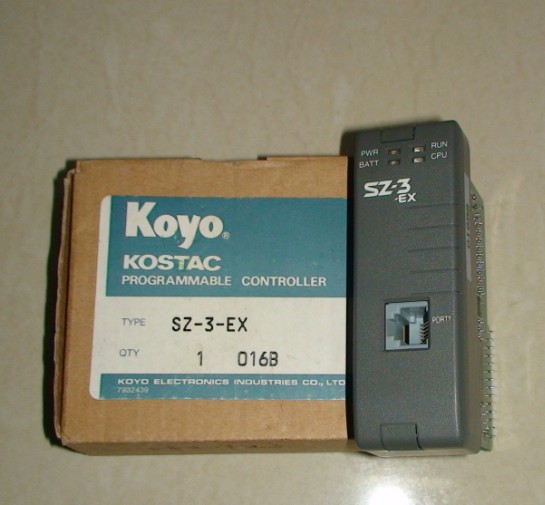 Koyo®
KOSTAC
PROGRAMMABLE CONTROLLER
TYPE SZ-3-EX
QTY 1 016B
KOYO ELECTRONICS INDUSTRIES CO., LTD
7932439
PWR RUN
BATT CPU
SZ-3
-EX
PORT1